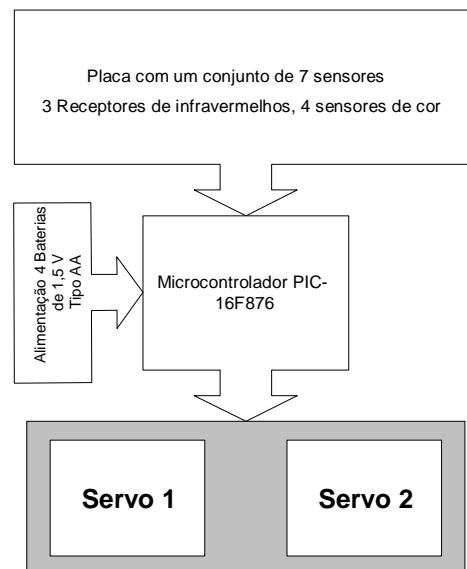 Placa com um conjunto de 7 sensores
3 Receptores de infravermelhos, 4 sensores de cor
Alimentação 4 Baterias
de 1,5 V
Tipo AA
Microcontrolador PIC-
16F876
Servo 1
Servo 2